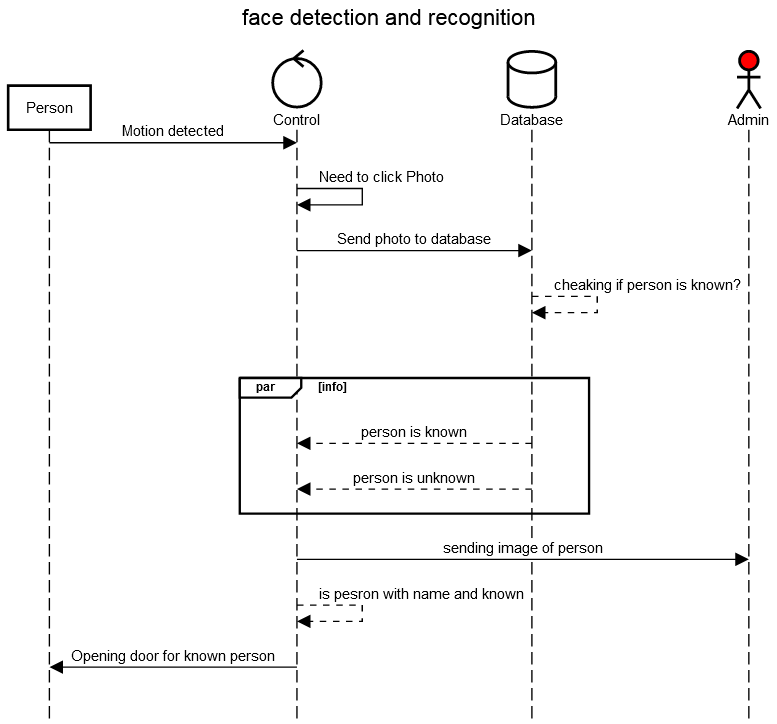 face detection and recognition
Person
Control
Database
Admin
Motion detected
Need to click Photo
Send photo to database
cheaking if person is known?
par [info]
person is known
person is unknown
sending image of person
is pesron with name and known
Opening door for known person